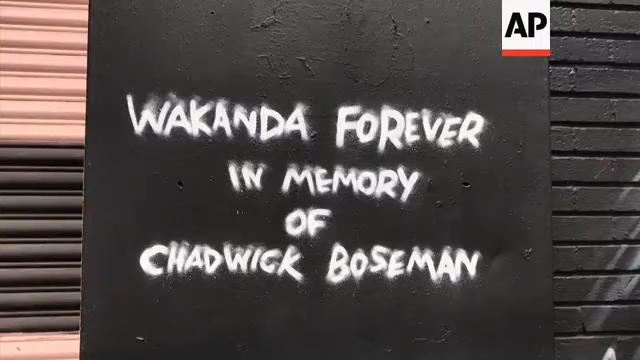 AP
WAKANDA FOREVER
IN MEMORY
OF
CHADWICK BOSEMAN